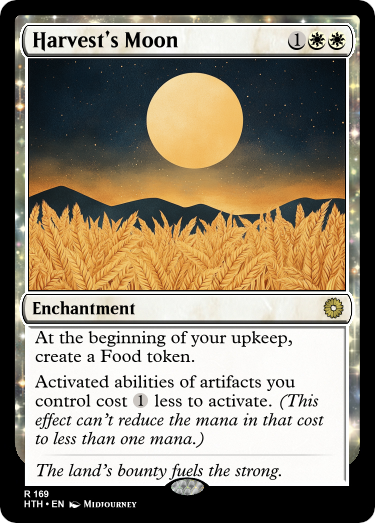 Harvest's Moon 1
Enchantment
At the beginning of your upkeep,
create a Food token.
Activated abilities of artifacts you
control cost 1 less to activate. (This
effect can't reduce the mana in that cost
to less than one mana.)
The land's bounty fuels the strong.
R 169
HTH • EN Midjourney